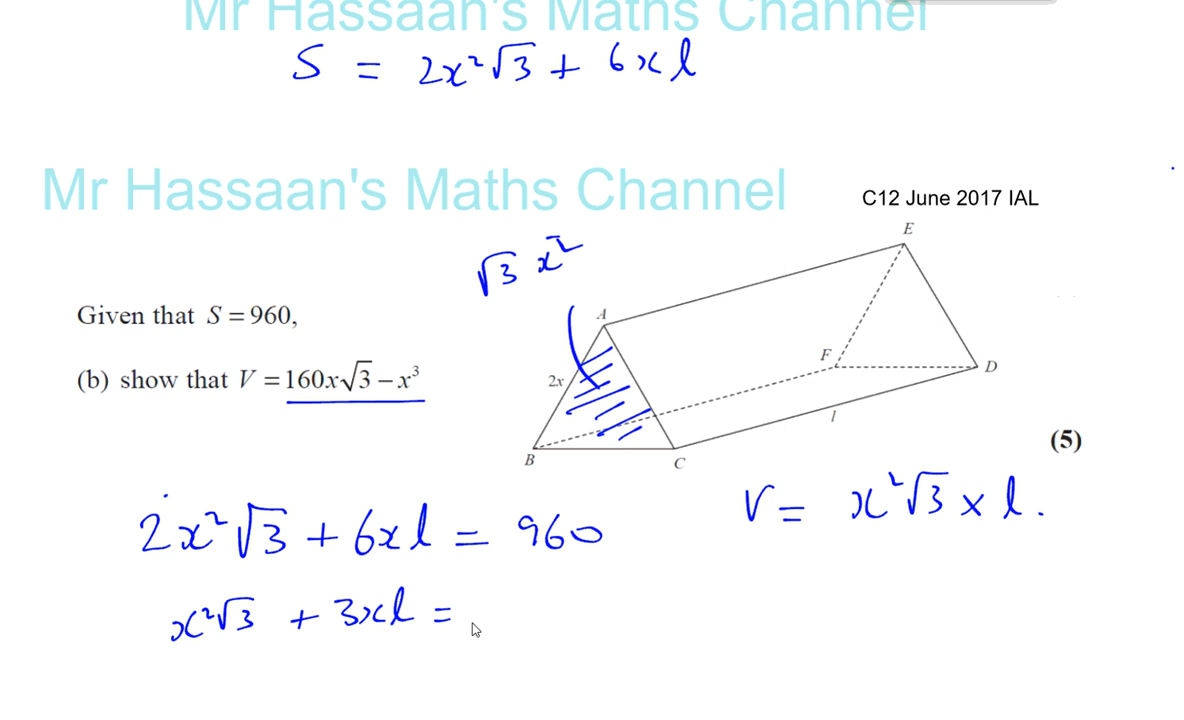 Mr Hassaan's Maths Channel
S = 2x²√3 + 6xl
Mr Hassaan's Maths Channel
C12 June 2017 IAL
E
√3 x²
Given that S = 960,
A
F
D
(b) show that V = 160x√3 − x³
2x
l
(5)
B
C
V = x²√3 × l.
2x²√3 + 6xl = 960
x²√3 + 3xl =